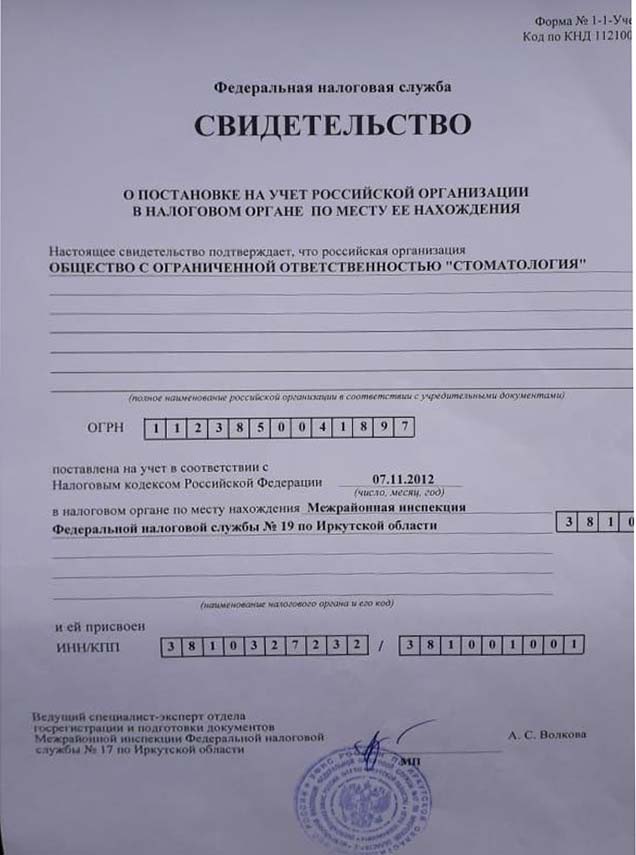 Форма № 1-1-Уче
Код по КНД 112100
Федеральная налоговая служба
СВИДЕТЕЛЬСТВО
О ПОСТАНОВКЕ НА УЧЕТ РОССИЙСКОЙ ОРГАНИЗАЦИИ
В НАЛОГОВОМ ОРГАНЕ ПО МЕСТУ ЕЕ НАХОЖДЕНИЯ
Настоящее свидетельство подтверждает, что российская организация
ОБЩЕСТВО С ОГРАНИЧЕННОЙ ОТВЕТСТВЕННОСТЬЮ "СТОМАТОЛОГИЯ"
(полное наименование российской организации в соответствии с учредительными документами)
ОГРН 1 1 2 3 8 5 0 0 4 1 8 9 7
поставлена на учет в соответствии с
Налоговым кодексом Российской Федерации 07.11.2012
(число, месяц, год)
в налоговом органе по месту нахождения Межрайонная инспекция
Федеральной налоговой службы № 19 по Иркутской области 3 8 1 0
(наименование налогового органа и его код)
и ей присвоен
ИНН/КПП 3 8 1 0 3 2 7 2 3 2 / 3 8 1 0 0 1 0 0 1
Ведущий специалист-эксперт отдела
госрегистрации и подготовки документов
Межрайонной инспекции Федеральной налоговой
службы № 17 по Иркутской области
А. С. Волкова
МП